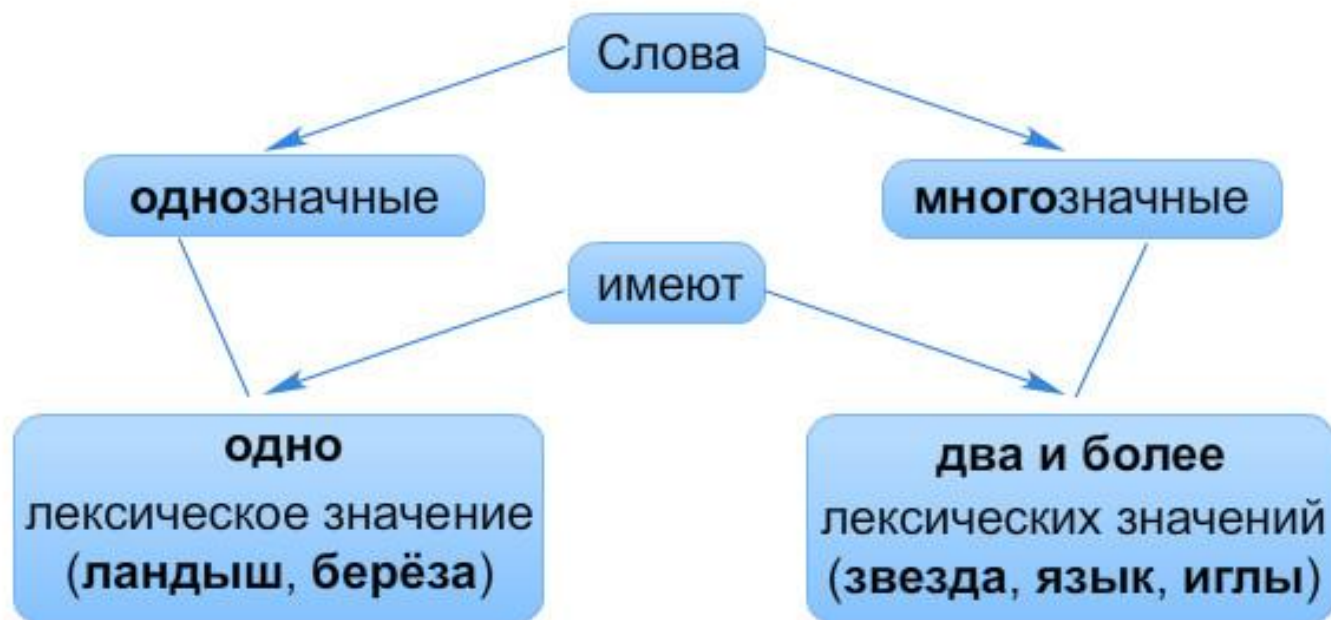 Слова
однозначные
многозначные
имеют
одно
лексическое значение
(ландыш, берёза)
два и более
лексических значений
(звезда, язык, иглы)